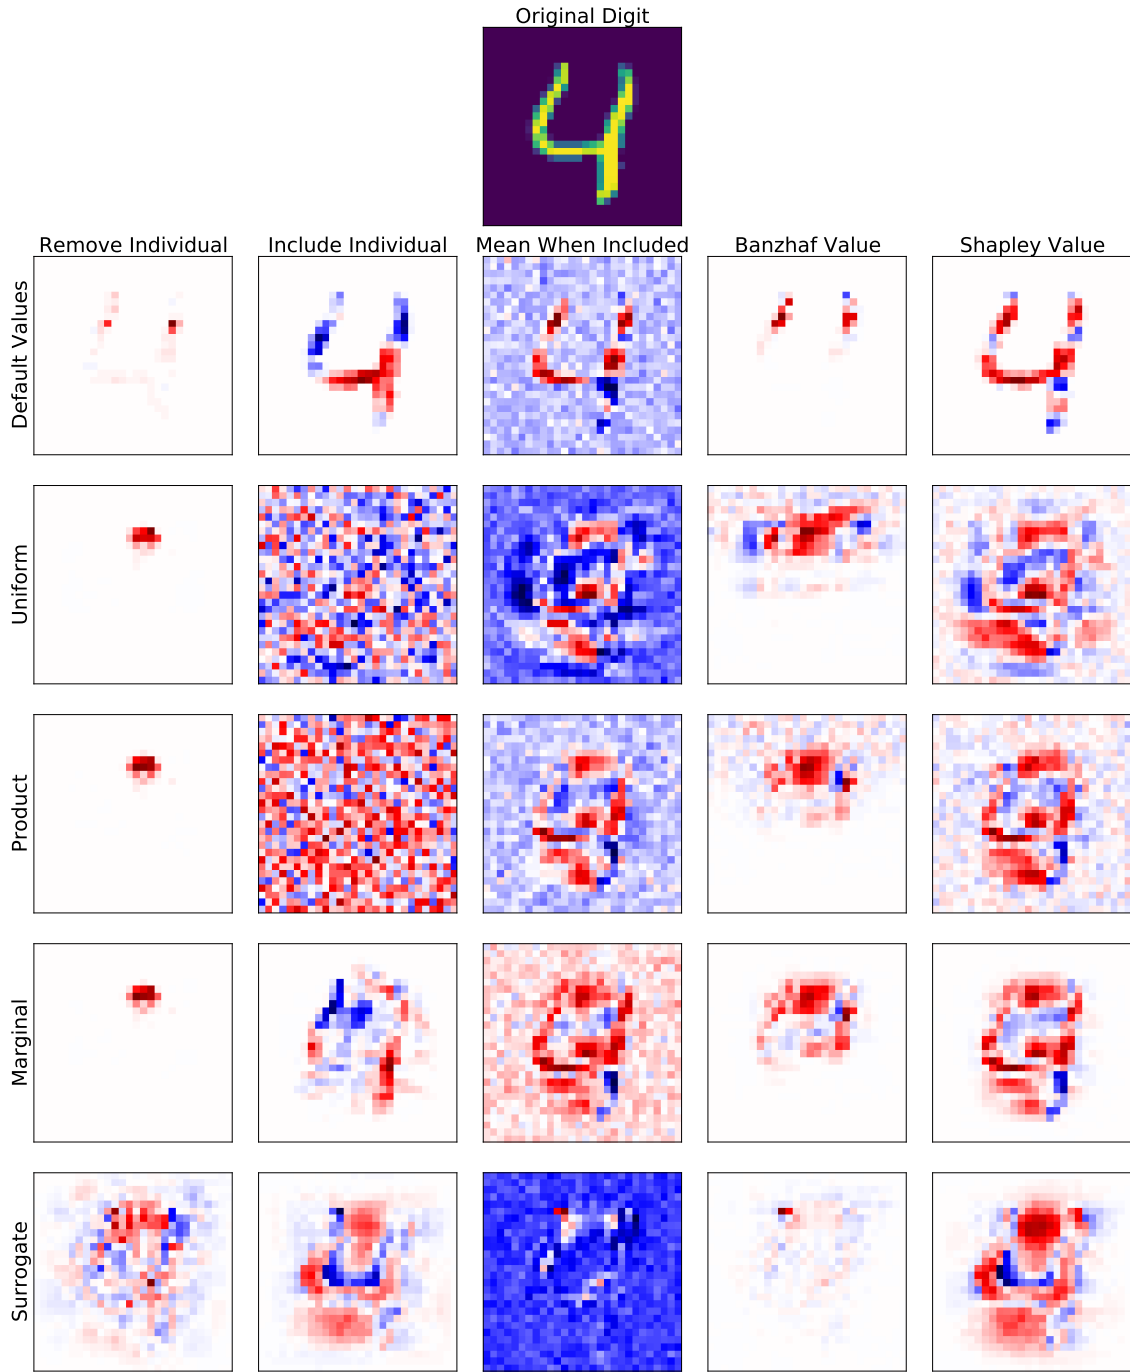 Original Digit
Remove Individual Include Individual Mean When Included Banzhaf Value Shapley Value
Default Values
Uniform
Product
Marginal
Surrogate